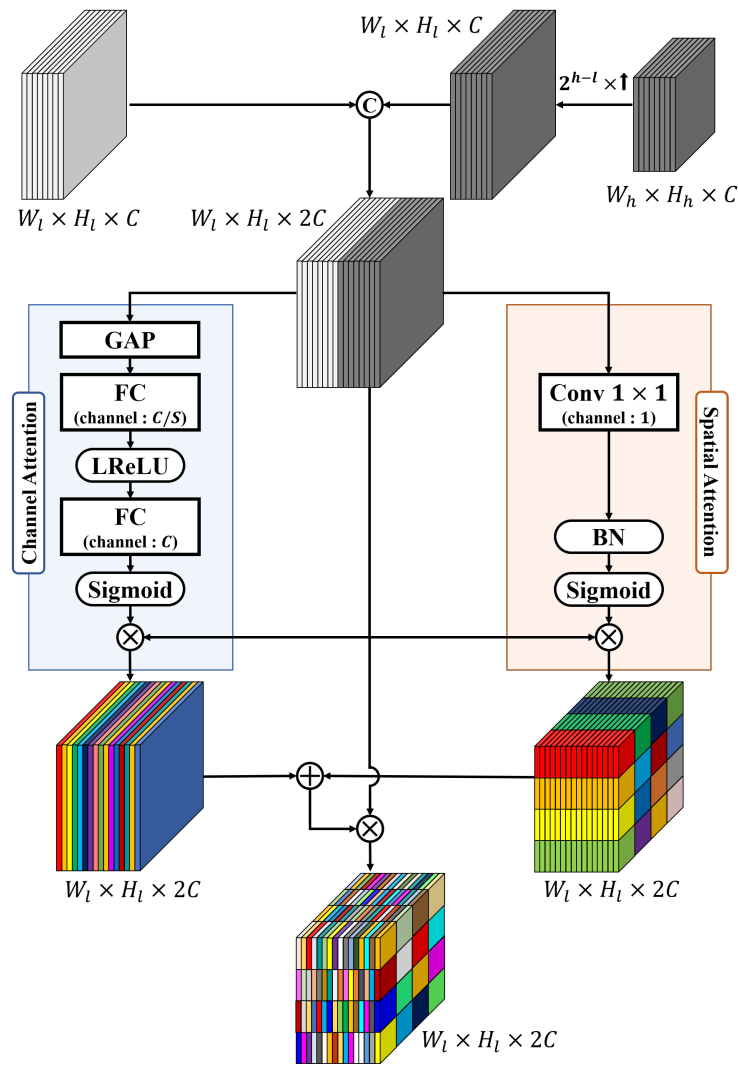 W_l × H_l × C
2^{h-l} × ↑
C
W_l × H_l × C
W_h × H_h × C
W_l × H_l × 2C
GAP
FC
(channel : C/S)
LReLU
FC
(channel : C)
Sigmoid
Channel Attention
Conv 1 × 1
(channel : 1)
BN
Sigmoid
Spatial Attention
W_l × H_l × 2C
W_l × H_l × 2C
W_l × H_l × 2C